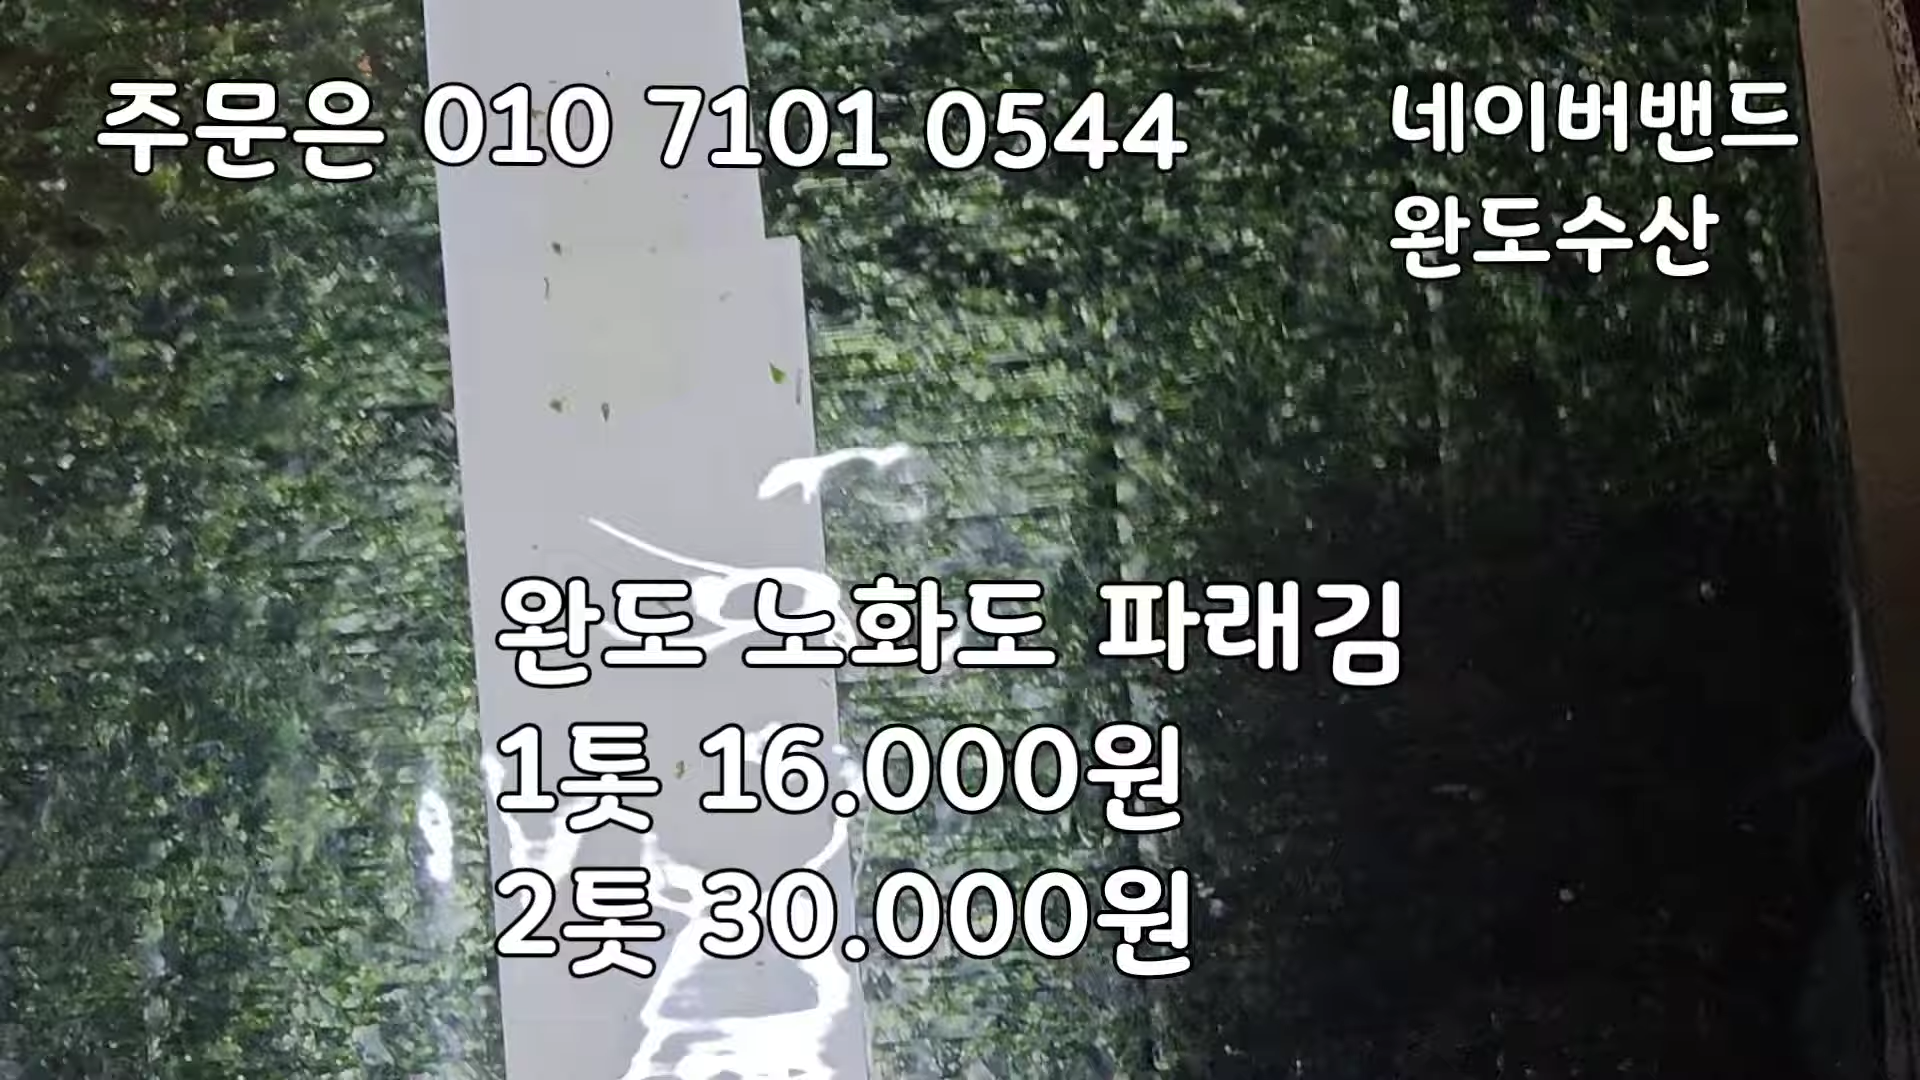 주문은 010 7101 0544
네이버밴드
완도수산
완도 노화도 파래김
1톳 16.000원
2톳 30.000원